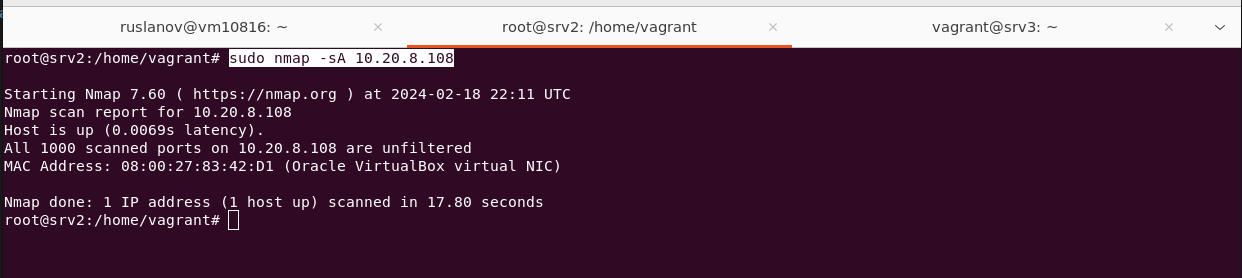 ruslanov@vm10816: ~ × root@srv2: /home/vagrant × vagrant@srv3: ~ ×
root@srv2:/home/vagrant# sudo nmap -sA 10.20.8.108
Starting Nmap 7.60 ( https://nmap.org ) at 2024-02-18 22:11 UTC
Nmap scan report for 10.20.8.108
Host is up (0.0069s latency).
All 1000 scanned ports on 10.20.8.108 are unfiltered
MAC Address: 08:00:27:83:42:D1 (Oracle VirtualBox virtual NIC)
Nmap done: 1 IP address (1 host up) scanned in 17.80 seconds
root@srv2:/home/vagrant#